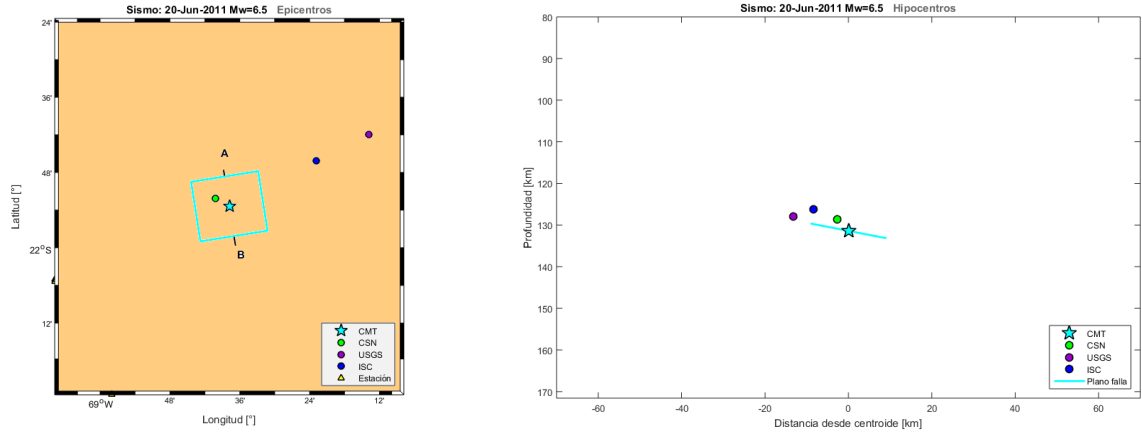 Sismo: 20-Jun-2011 Mw=6.5 Epicentros
24'
36'
48'
22°S
12'
Latitud [°]
A
B
CMT
CSN
USGS
ISC
Estación
69°W
48'
36'
24'
12'
Longitud [°]
Sismo: 20-Jun-2011 Mw=6.5 Hipocentros
80
90
100
110
120
130
140
150
160
170
Profundidad [km]
CMT
CSN
USGS
ISC
Plano falla
-60
-40
-20
0
20
40
60
Distancia desde centroide [km]